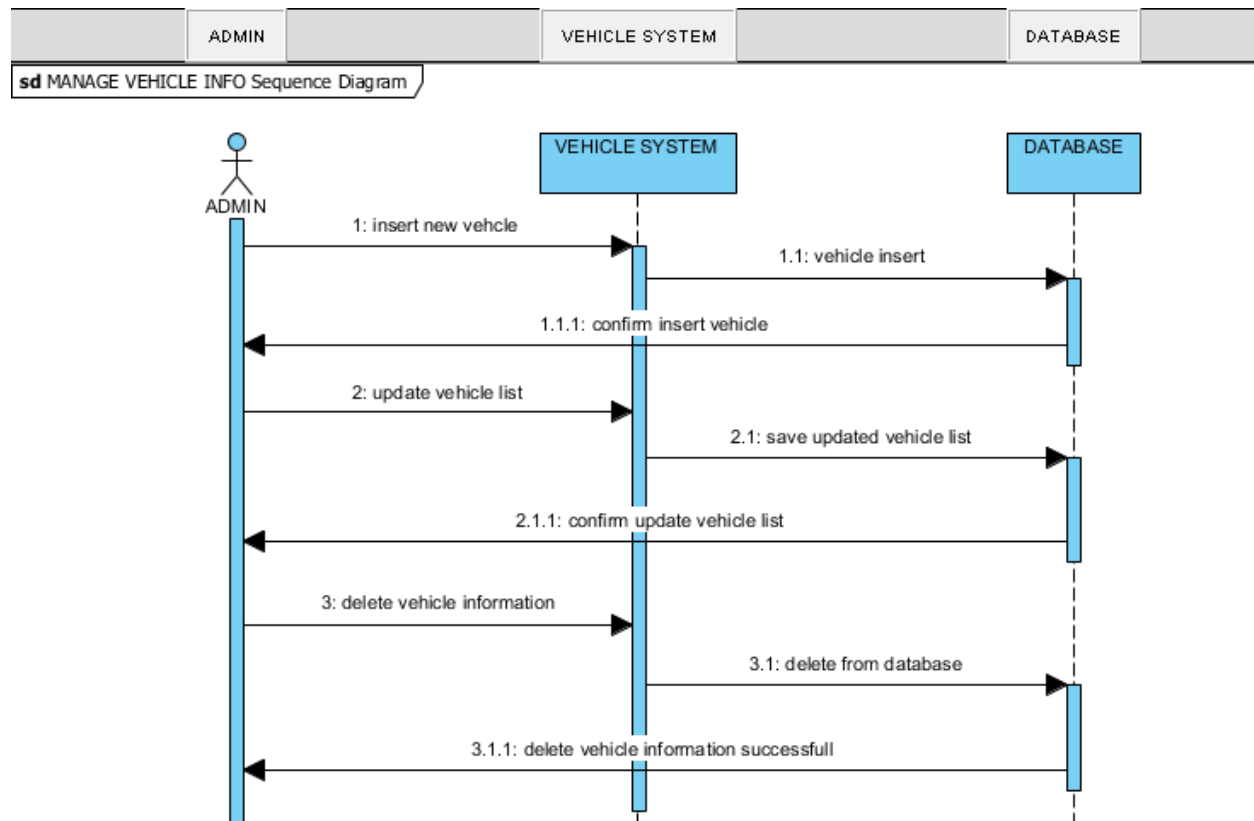 ADMIN
VEHICLE SYSTEM
DATABASE
sd MANAGE VEHICLE INFO Sequence Diagram
VEHICLE SYSTEM
DATABASE
ADMIN
1: insert new vehcle
1.1: vehicle insert
1.1.1: confirm insert vehicle
2: update vehicle list
2.1: save updated vehicle list
2.1.1: confirm update vehicle list
3: delete vehicle information
3.1: delete from database
3.1.1: delete vehicle information successfull